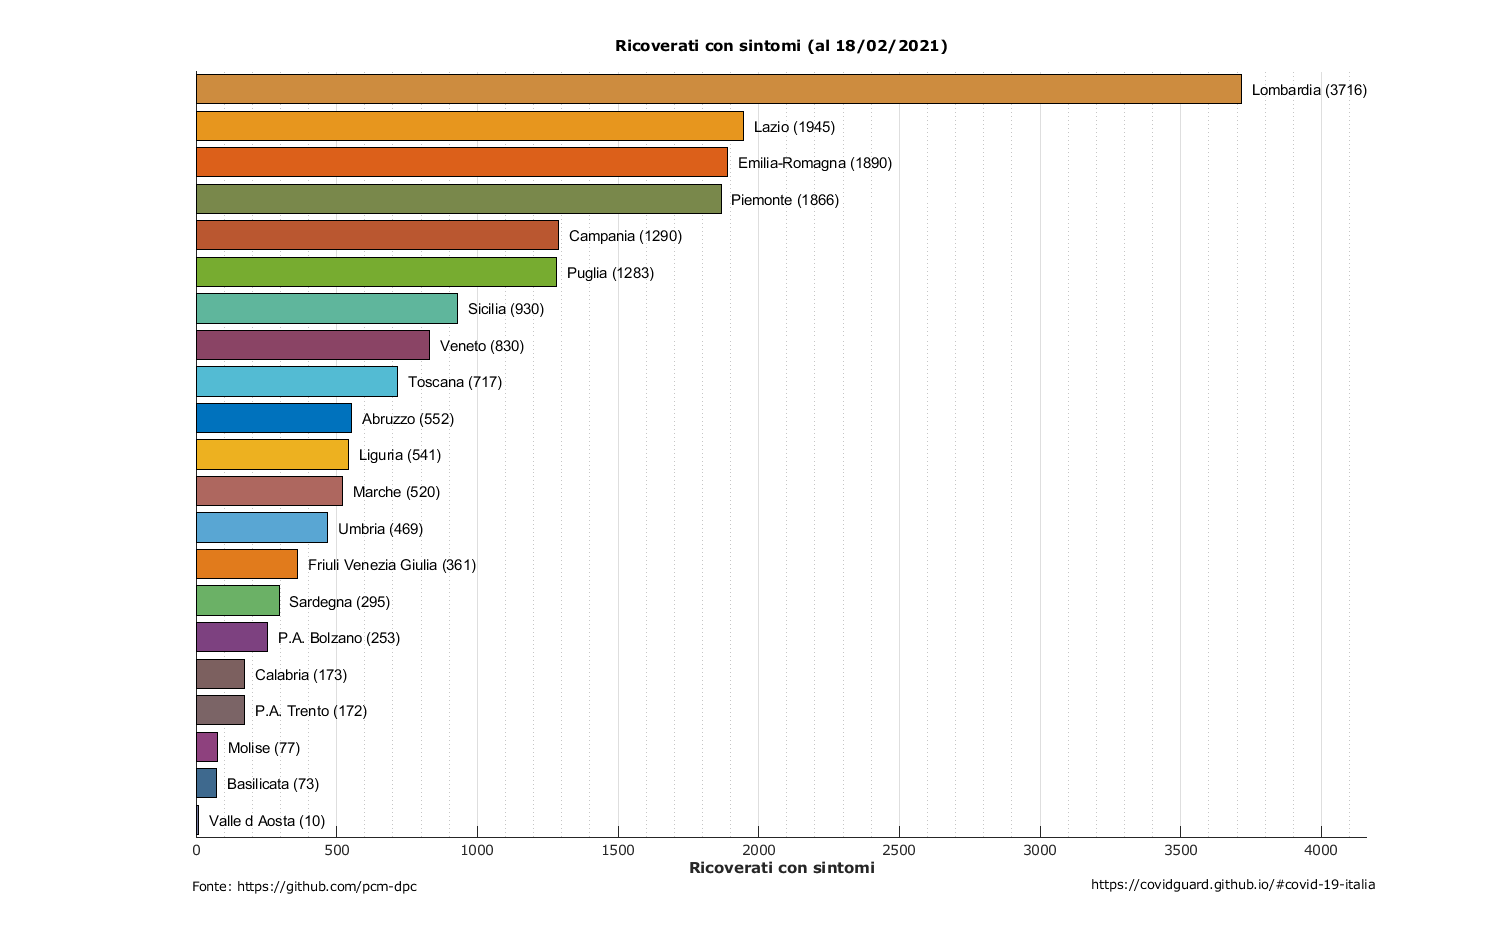 Ricoverati con sintomi (al 18/02/2021)
Lombardia (3716)
Lazio (1945)
Emilia-Romagna (1890)
Piemonte (1866)
Campania (1290)
Puglia (1283)
Sicilia (930)
Veneto (830)
Toscana (717)
Abruzzo (552)
Liguria (541)
Marche (520)
Umbria (469)
Friuli Venezia Giulia (361)
Sardegna (295)
P.A. Bolzano (253)
Calabria (173)
P.A. Trento (172)
Molise (77)
Basilicata (73)
Valle d Aosta (10)
0 500 1000 1500 2000 2500 3000 3500 4000
Ricoverati con sintomi
Fonte: https://github.com/pcm-dpc
https://covidguard.github.io/#covid-19-italia